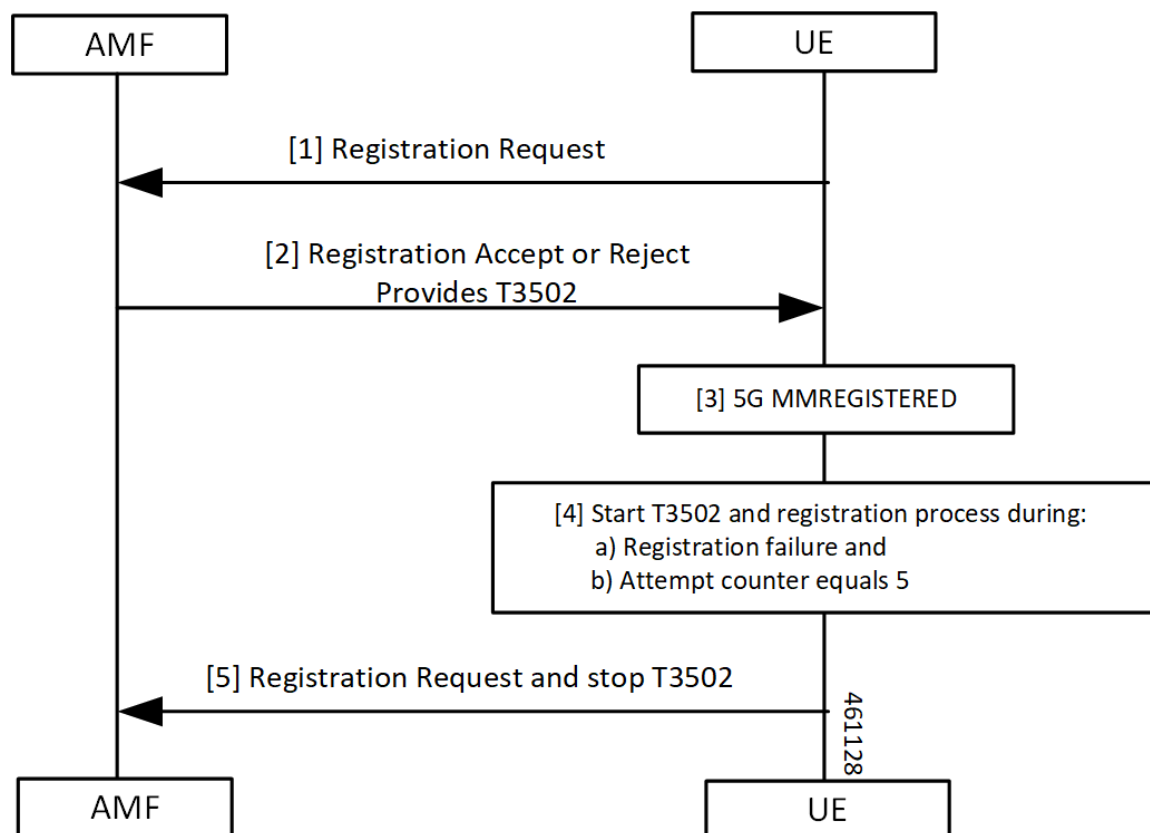 AMF
UE
[1] Registration Request
[2] Registration Accept or Reject
Provides T3502
[3] 5G MMREGISTERED
[4] Start T3502 and registration process during:
a) Registration failure and
b) Attempt counter equals 5
[5] Registration Request and stop T3502
461128
AMF
UE